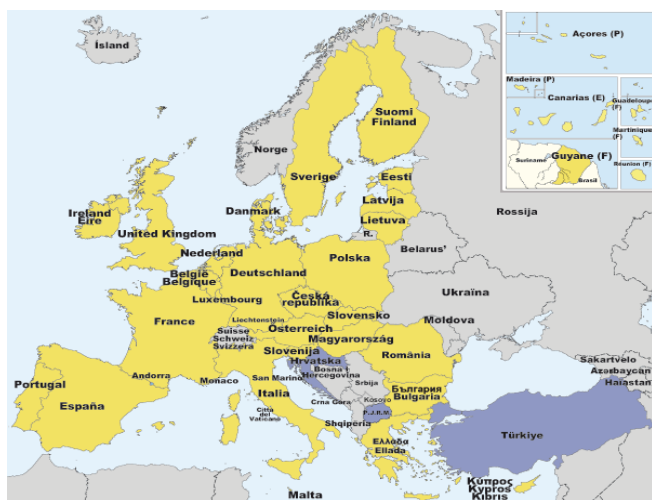 Ísland
Açores (P)
Madeira (P)
Canarias (E)
Guadeloupe
(F)
Martinique
(F)
Réunion (F)
Guyane (F)
Suriname
Brasil
Suomi
Finland
Norge
Sverige
Eesti
Latvija
Lietuva
R.
Rossija
Danmark
Ireland
Eire
United Kingdom
Nederland
België
Belgique
Deutschland
Polska
Belarus'
Luxembourg
Česká
republika
Ukraïna
Slovensko
Liechtenstein
Österreich
Moldova
France
Suisse
Schweiz
Svizzera
Magyarország
Slovenija
Hrvatska
România
Bosna i
Hercegovina
Srbija
Sakartvelo
Azerbaycan
Haiastan
Andorra
Monaco
San Marino
Portugal
España
Italia
Città
del
Vaticano
Crna Gora
Kosovo
България
Bulgaria
F.J.R.M.
Shqipëria
Türkiye
Ελλάδα
Ellada
Κύπρος
Kypros
Kibris
Malta